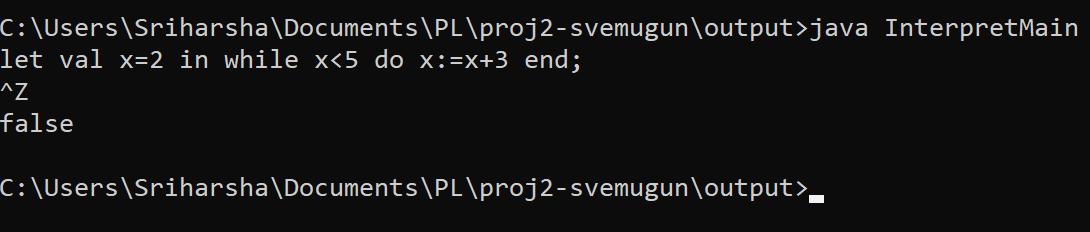 C:\Users\Sriharsha\Documents\PL\proj2-svemugun\output>java InterpretMain
let val x=2 in while x<5 do x:=x+3 end;
^Z
false
C:\Users\Sriharsha\Documents\PL\proj2-svemugun\output>